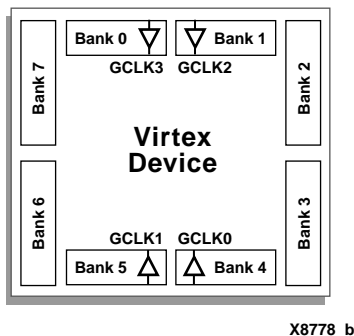 Bank 0
Bank 1
GCLK3
GCLK2
Bank 7
Bank 2
Virtex
Device
Bank 6
Bank 3
GCLK1
GCLK0
Bank 5
Bank 4
X8778_b